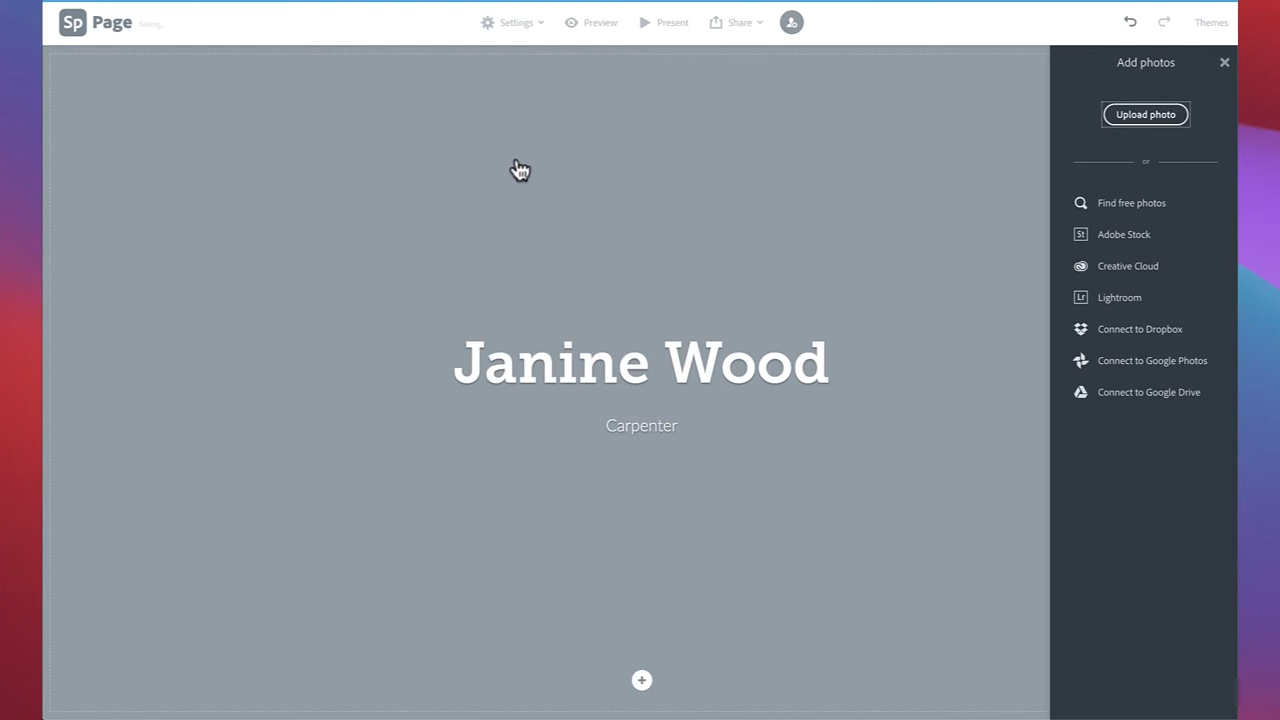 Sp Page Saving... Settings Preview Present Share Themes
Add photos
Upload photo
or
Find free photos
St Adobe Stock
Creative Cloud
Lr Lightroom
Connect to Dropbox
Connect to Google Photos
Connect to Google Drive
Janine Wood
Carpenter